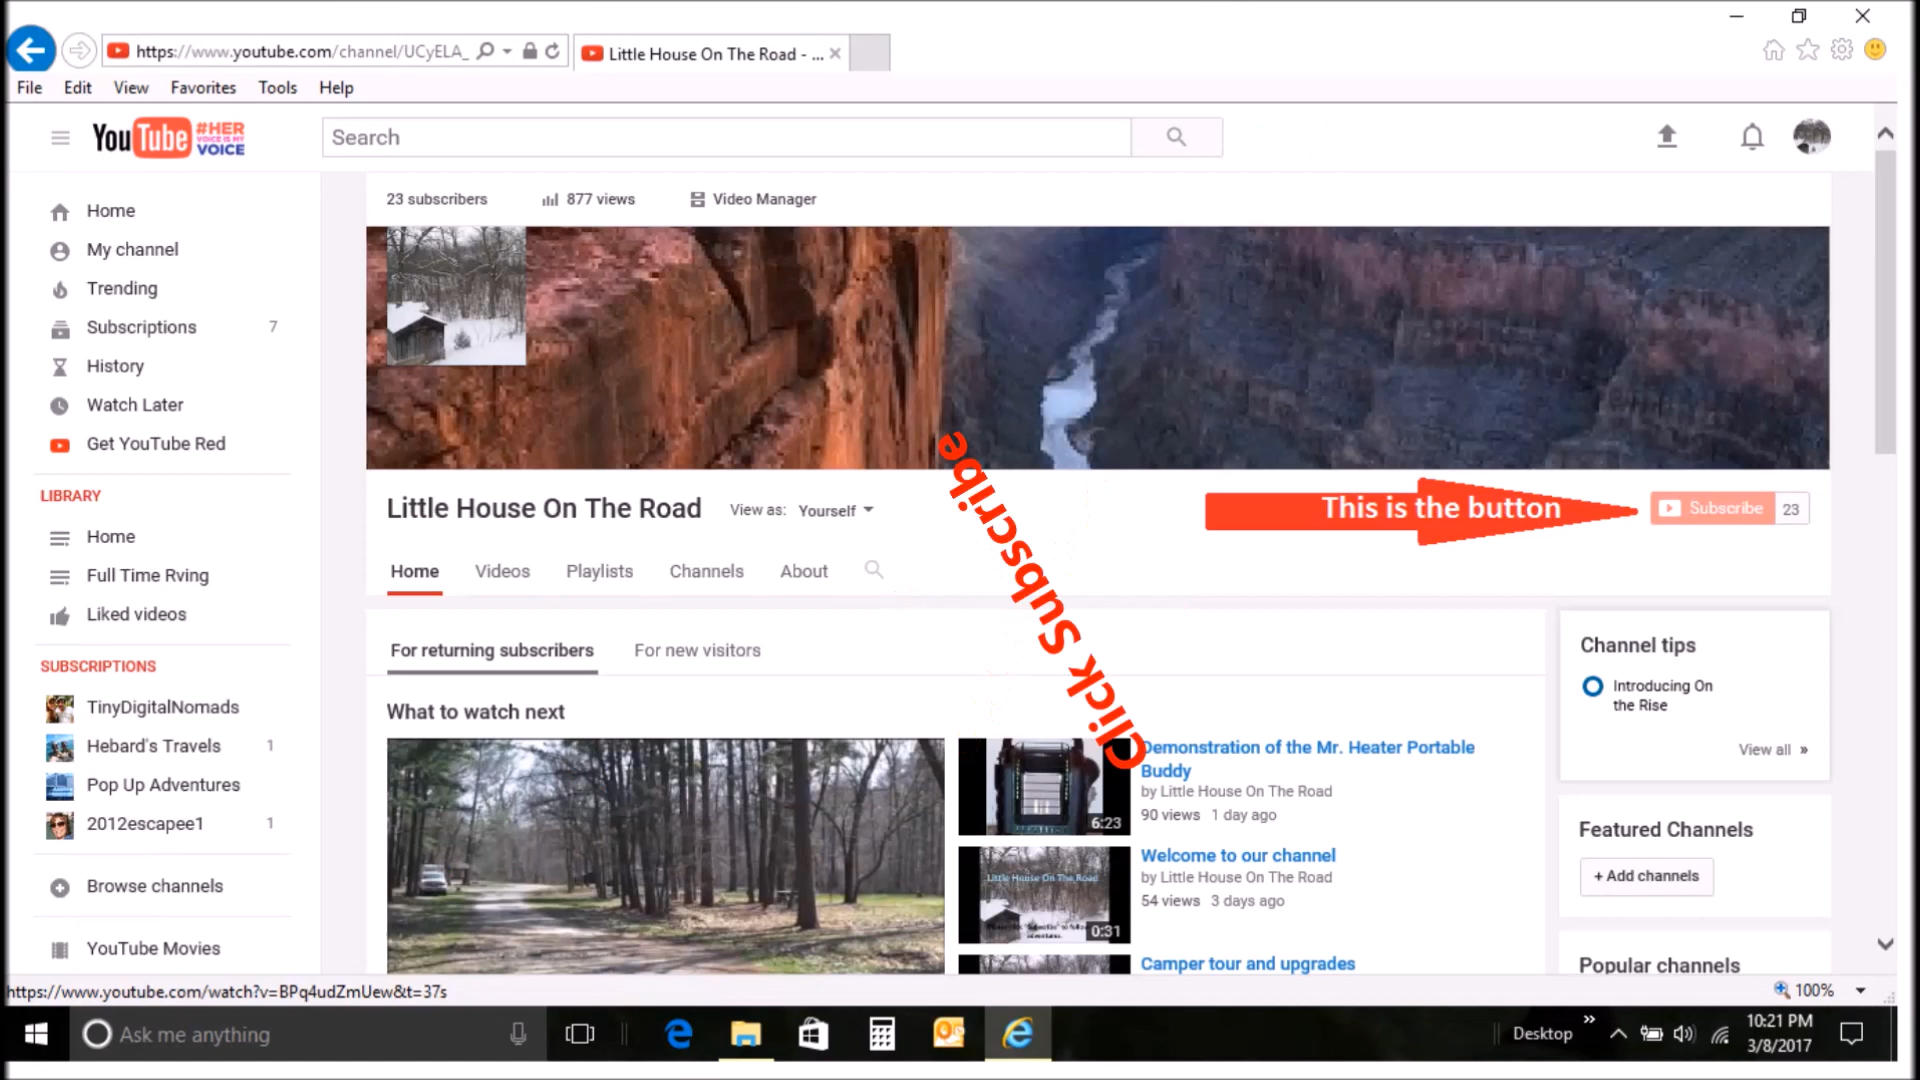 https://www.youtube.com/channel/UCyELA_
Little House On The Road - ...
File Edit View Favorites Tools Help
YouTube #HER VOICE IS MY VOICE
Search
23 subscribers 877 views Video Manager
Home
My channel
Trending
Subscriptions 7
History
Watch Later
Get YouTube Red
LIBRARY
Home
Full Time Rving
Liked videos
SUBSCRIPTIONS
TinyDigitalNomads
Hebard's Travels 1
Pop Up Adventures
2012escapee1 1
Browse channels
YouTube Movies
Little House On The Road View as: Yourself
This is the button
Subscribe 23
Click Subscribe
Home Videos Playlists Channels About
For returning subscribers For new visitors
What to watch next
6:23
Demonstration of the Mr. Heater Portable
Buddy
by Little House On The Road
90 views 1 day ago
Little House On The Road
0:31
Welcome to our channel
by Little House On The Road
54 views 3 days ago
Camper tour and upgrades
Channel tips
Introducing On
the Rise
View all »
Featured Channels
+ Add channels
Popular channels
https://www.youtube.com/watch?v=BPq4udZmUew&t=37s
100%
Ask me anything
Desktop »
10:21 PM
3/8/2017